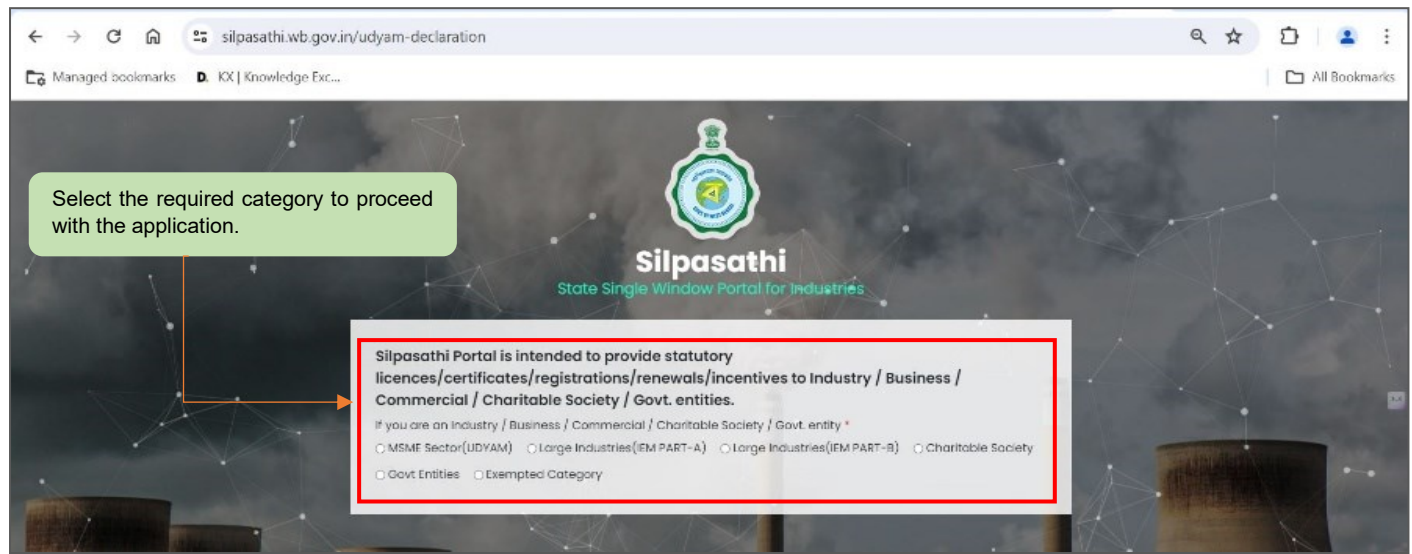 silpasathi.wb.gov.in/udyam-declaration
Managed bookmarks D. KX | Knowledge Exc... All Bookmarks
Select the required category to proceed
with the application.
Silpasathi
State Single Window Portal for Industries
Silpasathi Portal is intended to provide statutory
licences/certificates/registrations/renewals/incentives to Industry / Business /
Commercial / Charitable Society / Govt. entities.
If you are an Industry / Business / Commercial / Charitable Society / Govt. entity *
MSME Sector(UDYAM) Large Industries(IEM PART-A) Large Industries(IEM PART-B) Charitable Society
Govt Entities Exempted Category